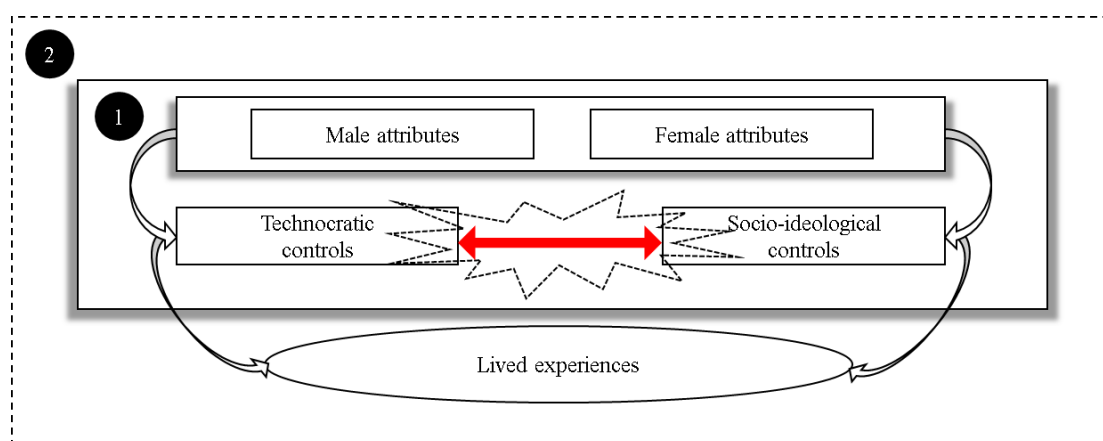 2
1
Male attributes
Female attributes
Technocratic
controls
Socio-ideological
controls
Lived experiences